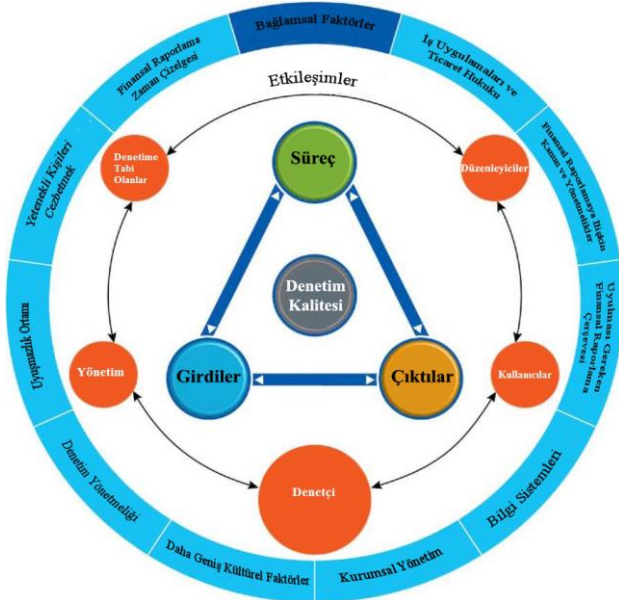 Bağlamsal Faktörler
İş Uygulamaları ve
Ticaret Hukuku
Finansal Raporlamaya İlişkin
Kanun ve Yönetmelikler
Uyulması Gereken
Finansal Raporlama
Çerçevesi
Bilgi Sistemleri
Kurumsal Yönetim
Daha Geniş Kültürel Faktörler
Denetim Yönetmeliği
Uyuşmazlık Ortamı
Yetenekli Kişileri
Cezbetmek
Finansal Raporlama
Zaman Çizelgesi
Etkileşimler
Denetime
Tabi
Olanlar
Düzenleyiciler
Yönetim
Kullanıcılar
Denetçi
Süreç
Denetim
Kalitesi
Girdiler
Çıktılar